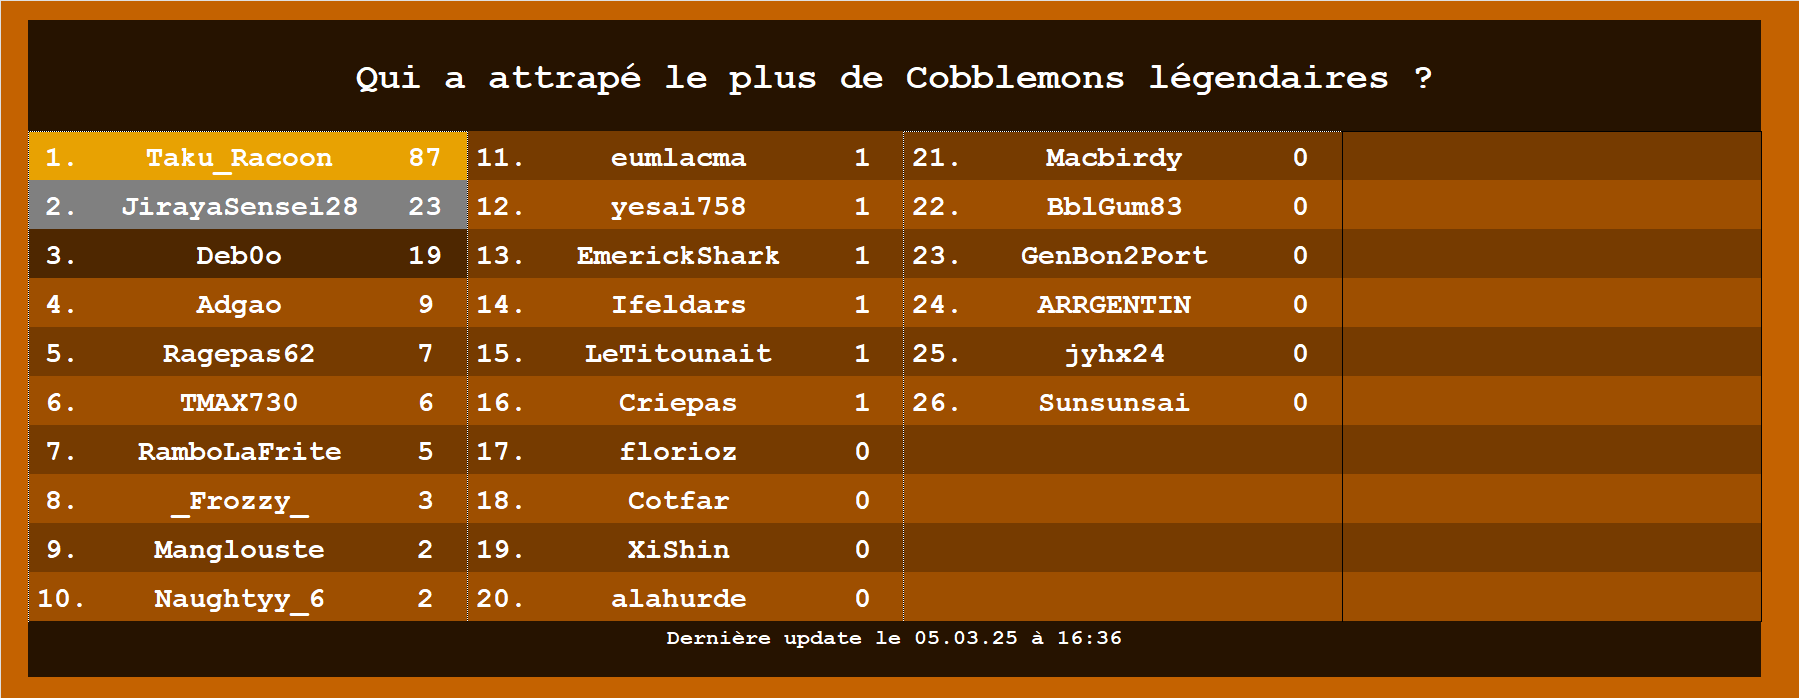 Qui a attrapé le plus de Cobblemons légendaires ?
1. Taku_Racoon 87
2. JirayaSensei28 23
3. Deb0o 19
4. Adgao 9
5. Ragepas62 7
6. TMAX730 6
7. RamboLaFrite 5
8. _Frozzy_ 3
9. Manglouste 2
10. Naughtyy_6 2
11. eumlacma 1
12. yesai758 1
13. EmerickShark 1
14. Ifeldars 1
15. LeTitounait 1
16. Criepas 1
17. florioz 0
18. Cotfar 0
19. XiShin 0
20. alahurde 0
21. Macbirdy 0
22. BblGum83 0
23. GenBon2Port 0
24. ARRGENTIN 0
25. jyhx24 0
26. Sunsunsai 0
Dernière update le 05.03.25 à 16:36